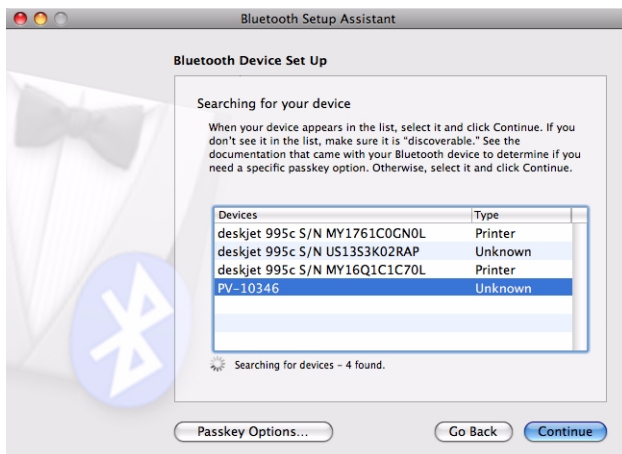 Bluetooth Setup Assistant
Bluetooth Device Set Up
Searching for your device
When your device appears in the list, select it and click Continue. If you
don't see it in the list, make sure it is "discoverable." See the
documentation that came with your Bluetooth device to determine if you
need a specific passkey option. Otherwise, select it and click Continue.
Devices Type
deskjet 995c S/N MY1761C0GN0L Printer
deskjet 995c S/N US13S3K02RAP Unknown
deskjet 995c S/N MY16Q1C1C70L Printer
PV-10346 Unknown
Searching for devices – 4 found.
Passkey Options... Go Back Continue